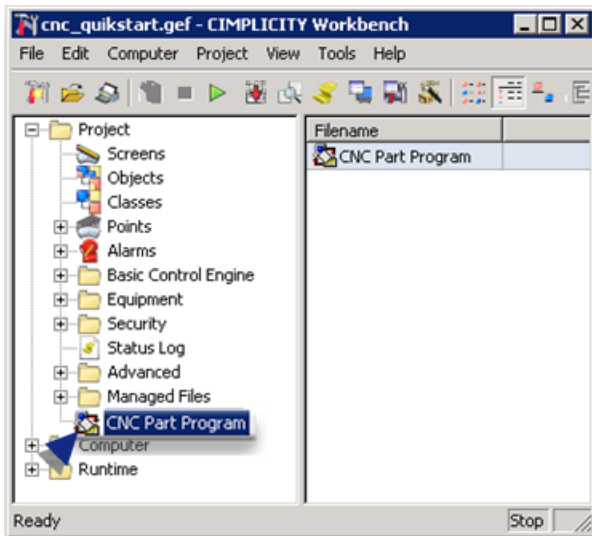 cnc_quikstart.gef - CIMPLICITY Workbench
File Edit Computer Project View Tools Help
Project
Screens
Objects
Classes
Points
Alarms
Basic Control Engine
Equipment
Security
Status Log
Advanced
Managed Files
CNC Part Program
Computer
Runtime
Filename
CNC Part Program
Ready
Stop